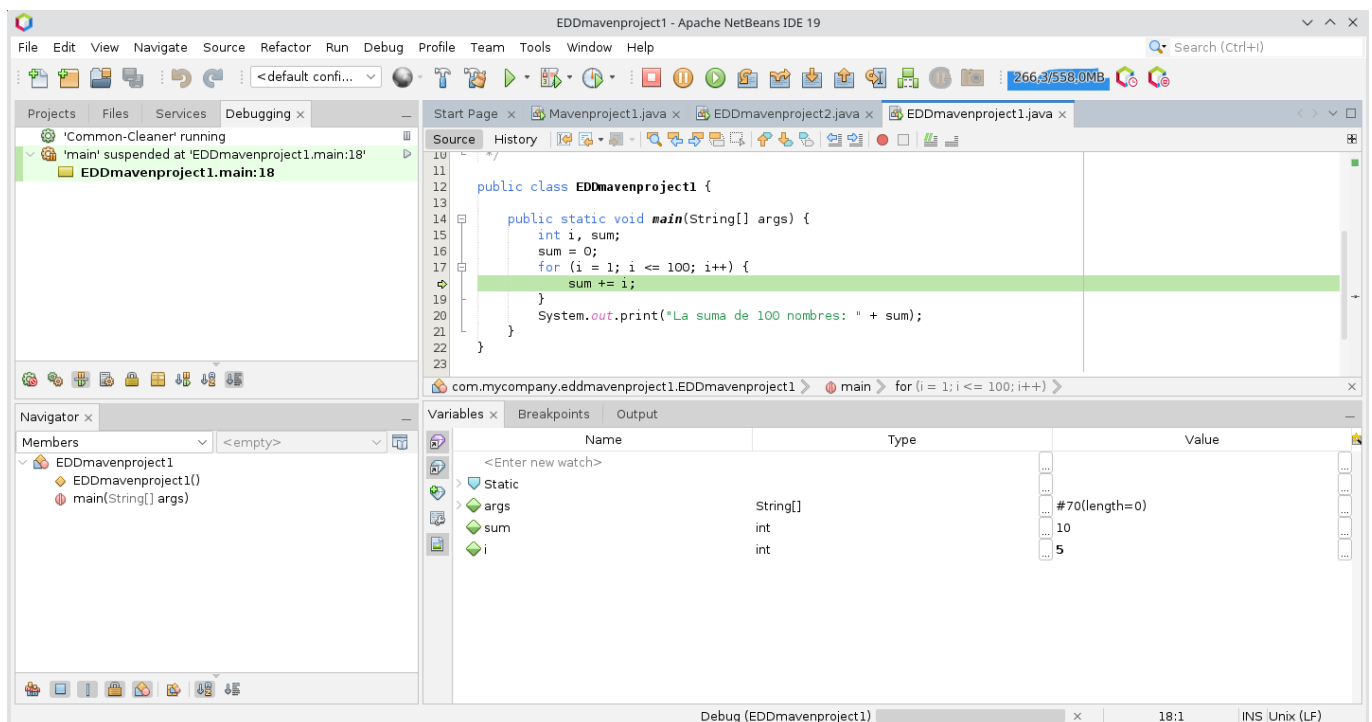 EDDmavenproject1 - Apache NetBeans IDE 19
File Edit View Navigate Source Refactor Run Debug Profile Team Tools Window Help
Search (Ctrl+I)
<default confi...
266,3/558,0MB
Projects Files Services Debugging
'Common-Cleaner' running
'main' suspended at 'EDDmavenproject1.main:18'
EDDmavenproject1.main:18
Start Page Mavenproject1.java EDDmavenproject2.java EDDmavenproject1.java
Source History
10 */
11
12 public class EDDmavenproject1 {
13
14 public static void main(String[] args) {
15 int i, sum;
16 sum = 0;
17 for (i = 1; i <= 100; i++) {
sum += i;
19 }
20 System.out.print("La suma de 100 nombres: " + sum);
21 }
22 }
23
com.mycompany.eddmavenproject1.EDDmavenproject1 main for (i = 1; i <= 100; i++)
Navigator
Members <empty>
EDDmavenproject1
EDDmavenproject1()
main(String[] args)
Variables Breakpoints Output
Name Type Value
<Enter new watch> ... ...
Static ... ...
args String[] ... #70(length=0) ...
sum int ... 10 ...
i int ... 5 ...
Debug (EDDmavenproject1) 18:1 INS Unix (LF)